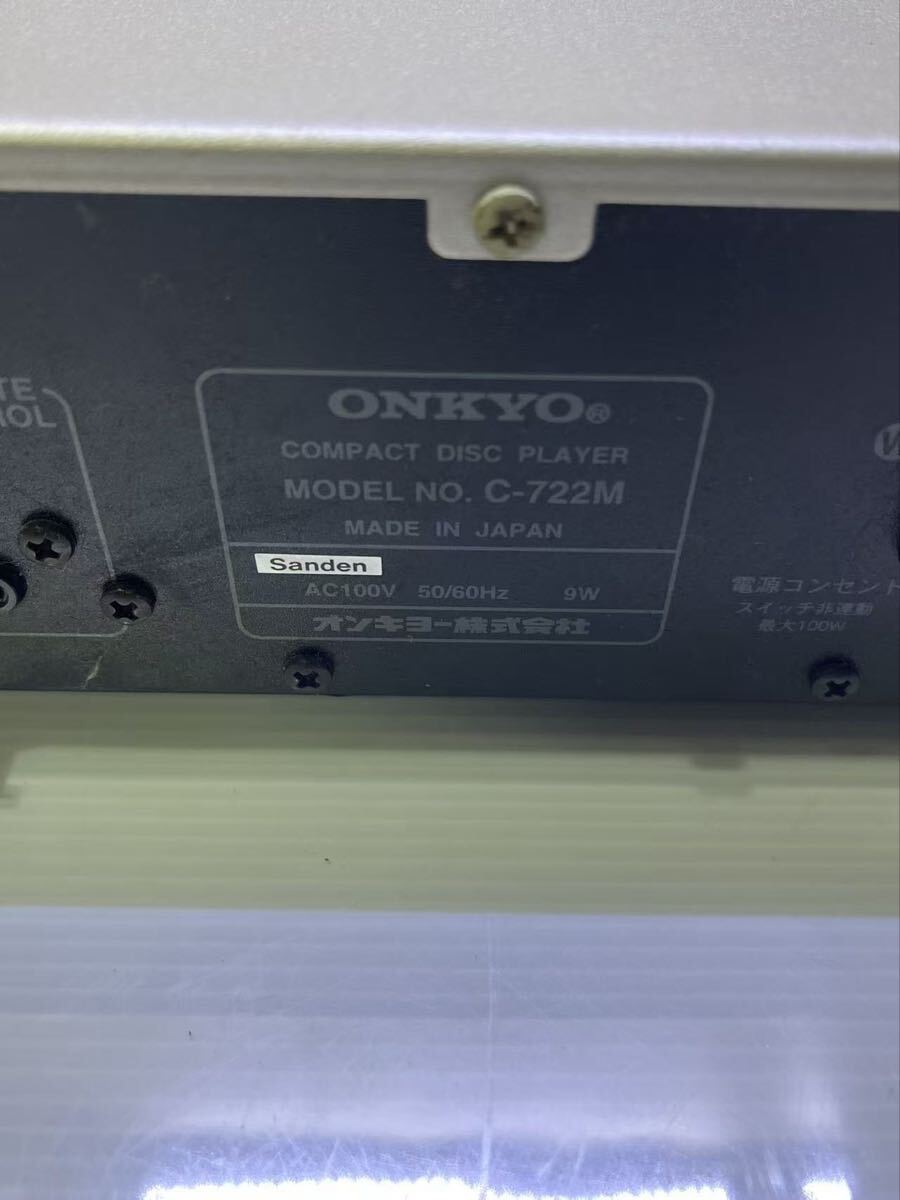 ONKYO®
COMPACT DISC PLAYER
MODEL NO. C-722M
MADE IN JAPAN
Sanden
AC100V 50/60Hz 9W
オンキヨー株式会社
電源コンセント
スイッチ非連動
最大100W